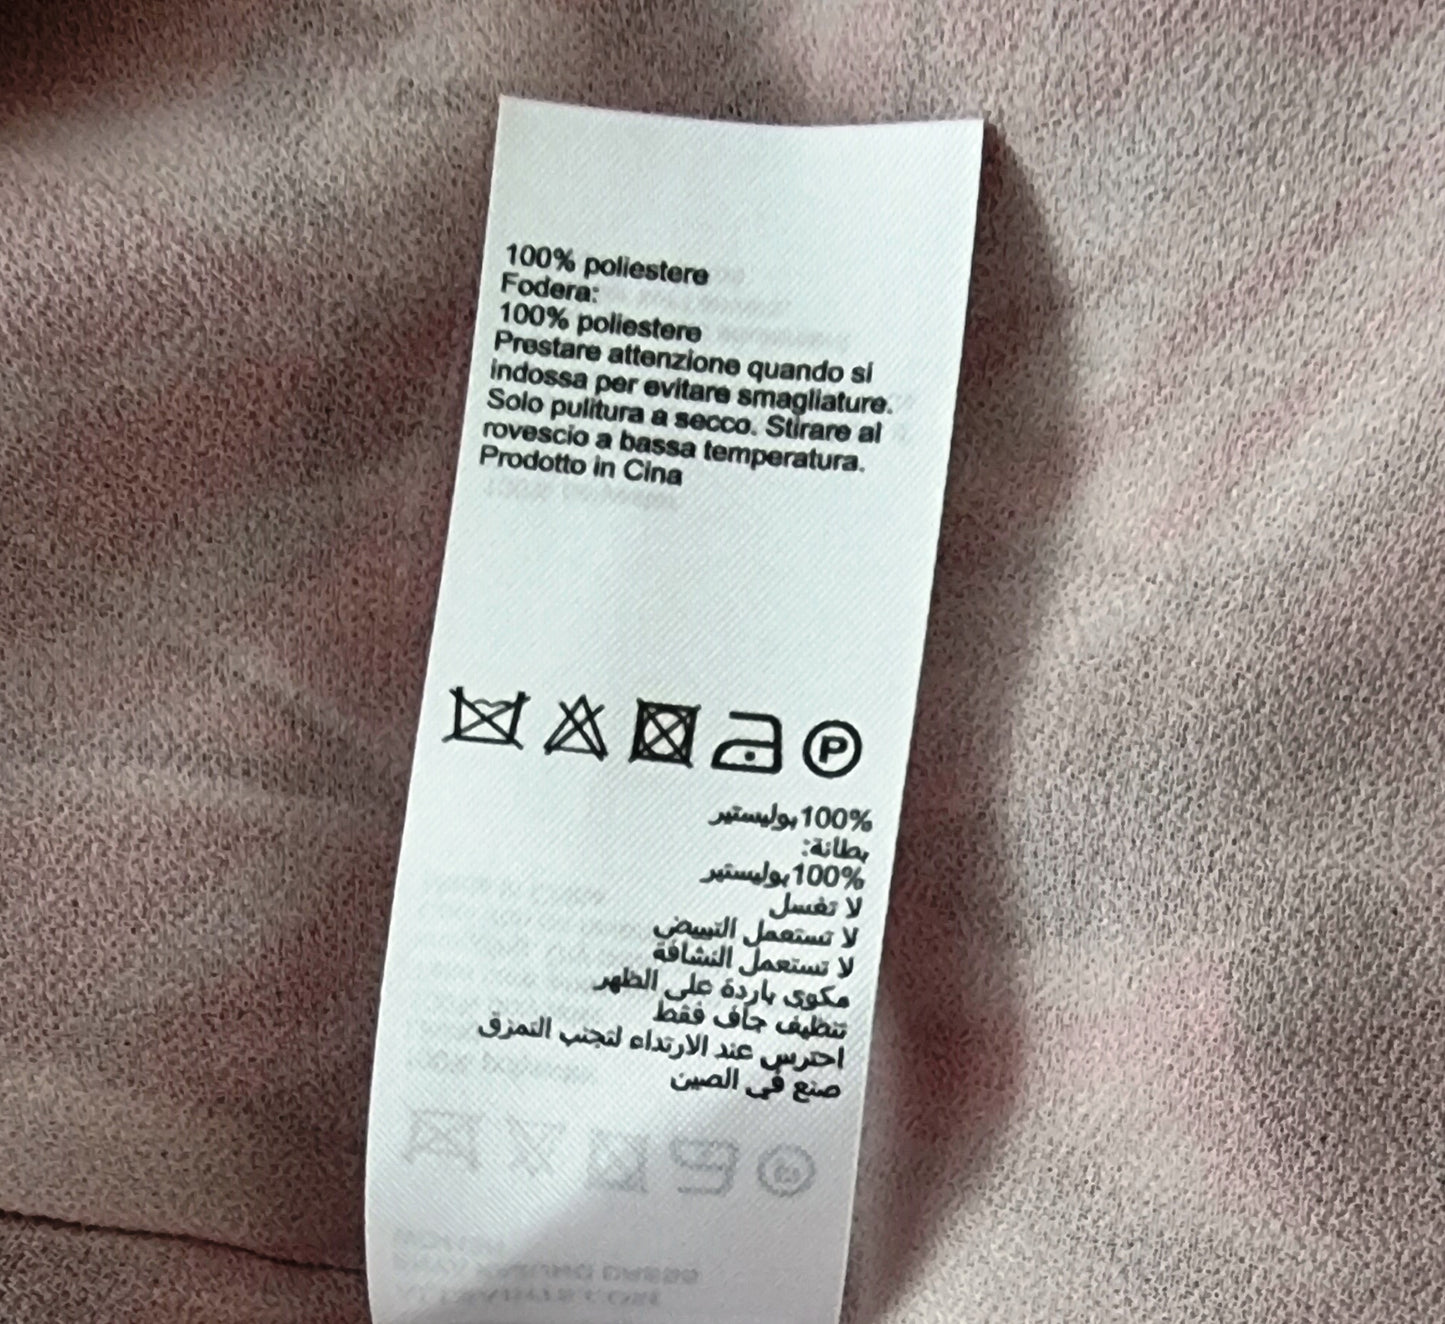 100% poliestere
Fodera:
100% poliestere
Prestare attenzione quando si
indossa per evitare smagliature.
Solo pulitura a secco. Stirare al
rovescio a bassa temperatura.
Prodotto in Cina
P
100% بوليستير
بطانة:
100% بوليستير
لا تغسل
لا تستعمل التبييض
لا تستعمل النشافة
مكوى باردة على الظهر
تنظيف جاف فقط
احترس عند الارتداء لتجنب التمزق
صنع في الصين